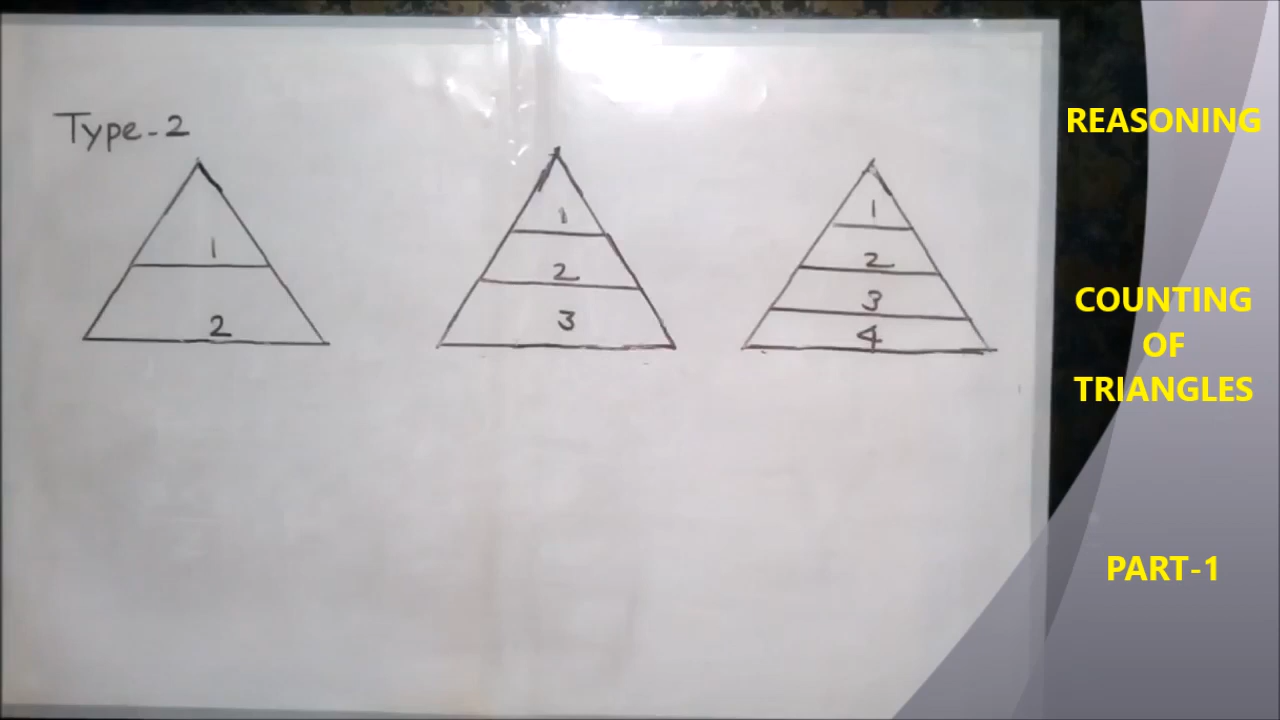 Type-2
1
2
1
2
3
1
2
3
4
REASONING
COUNTING
OF
TRIANGLES
PART-1